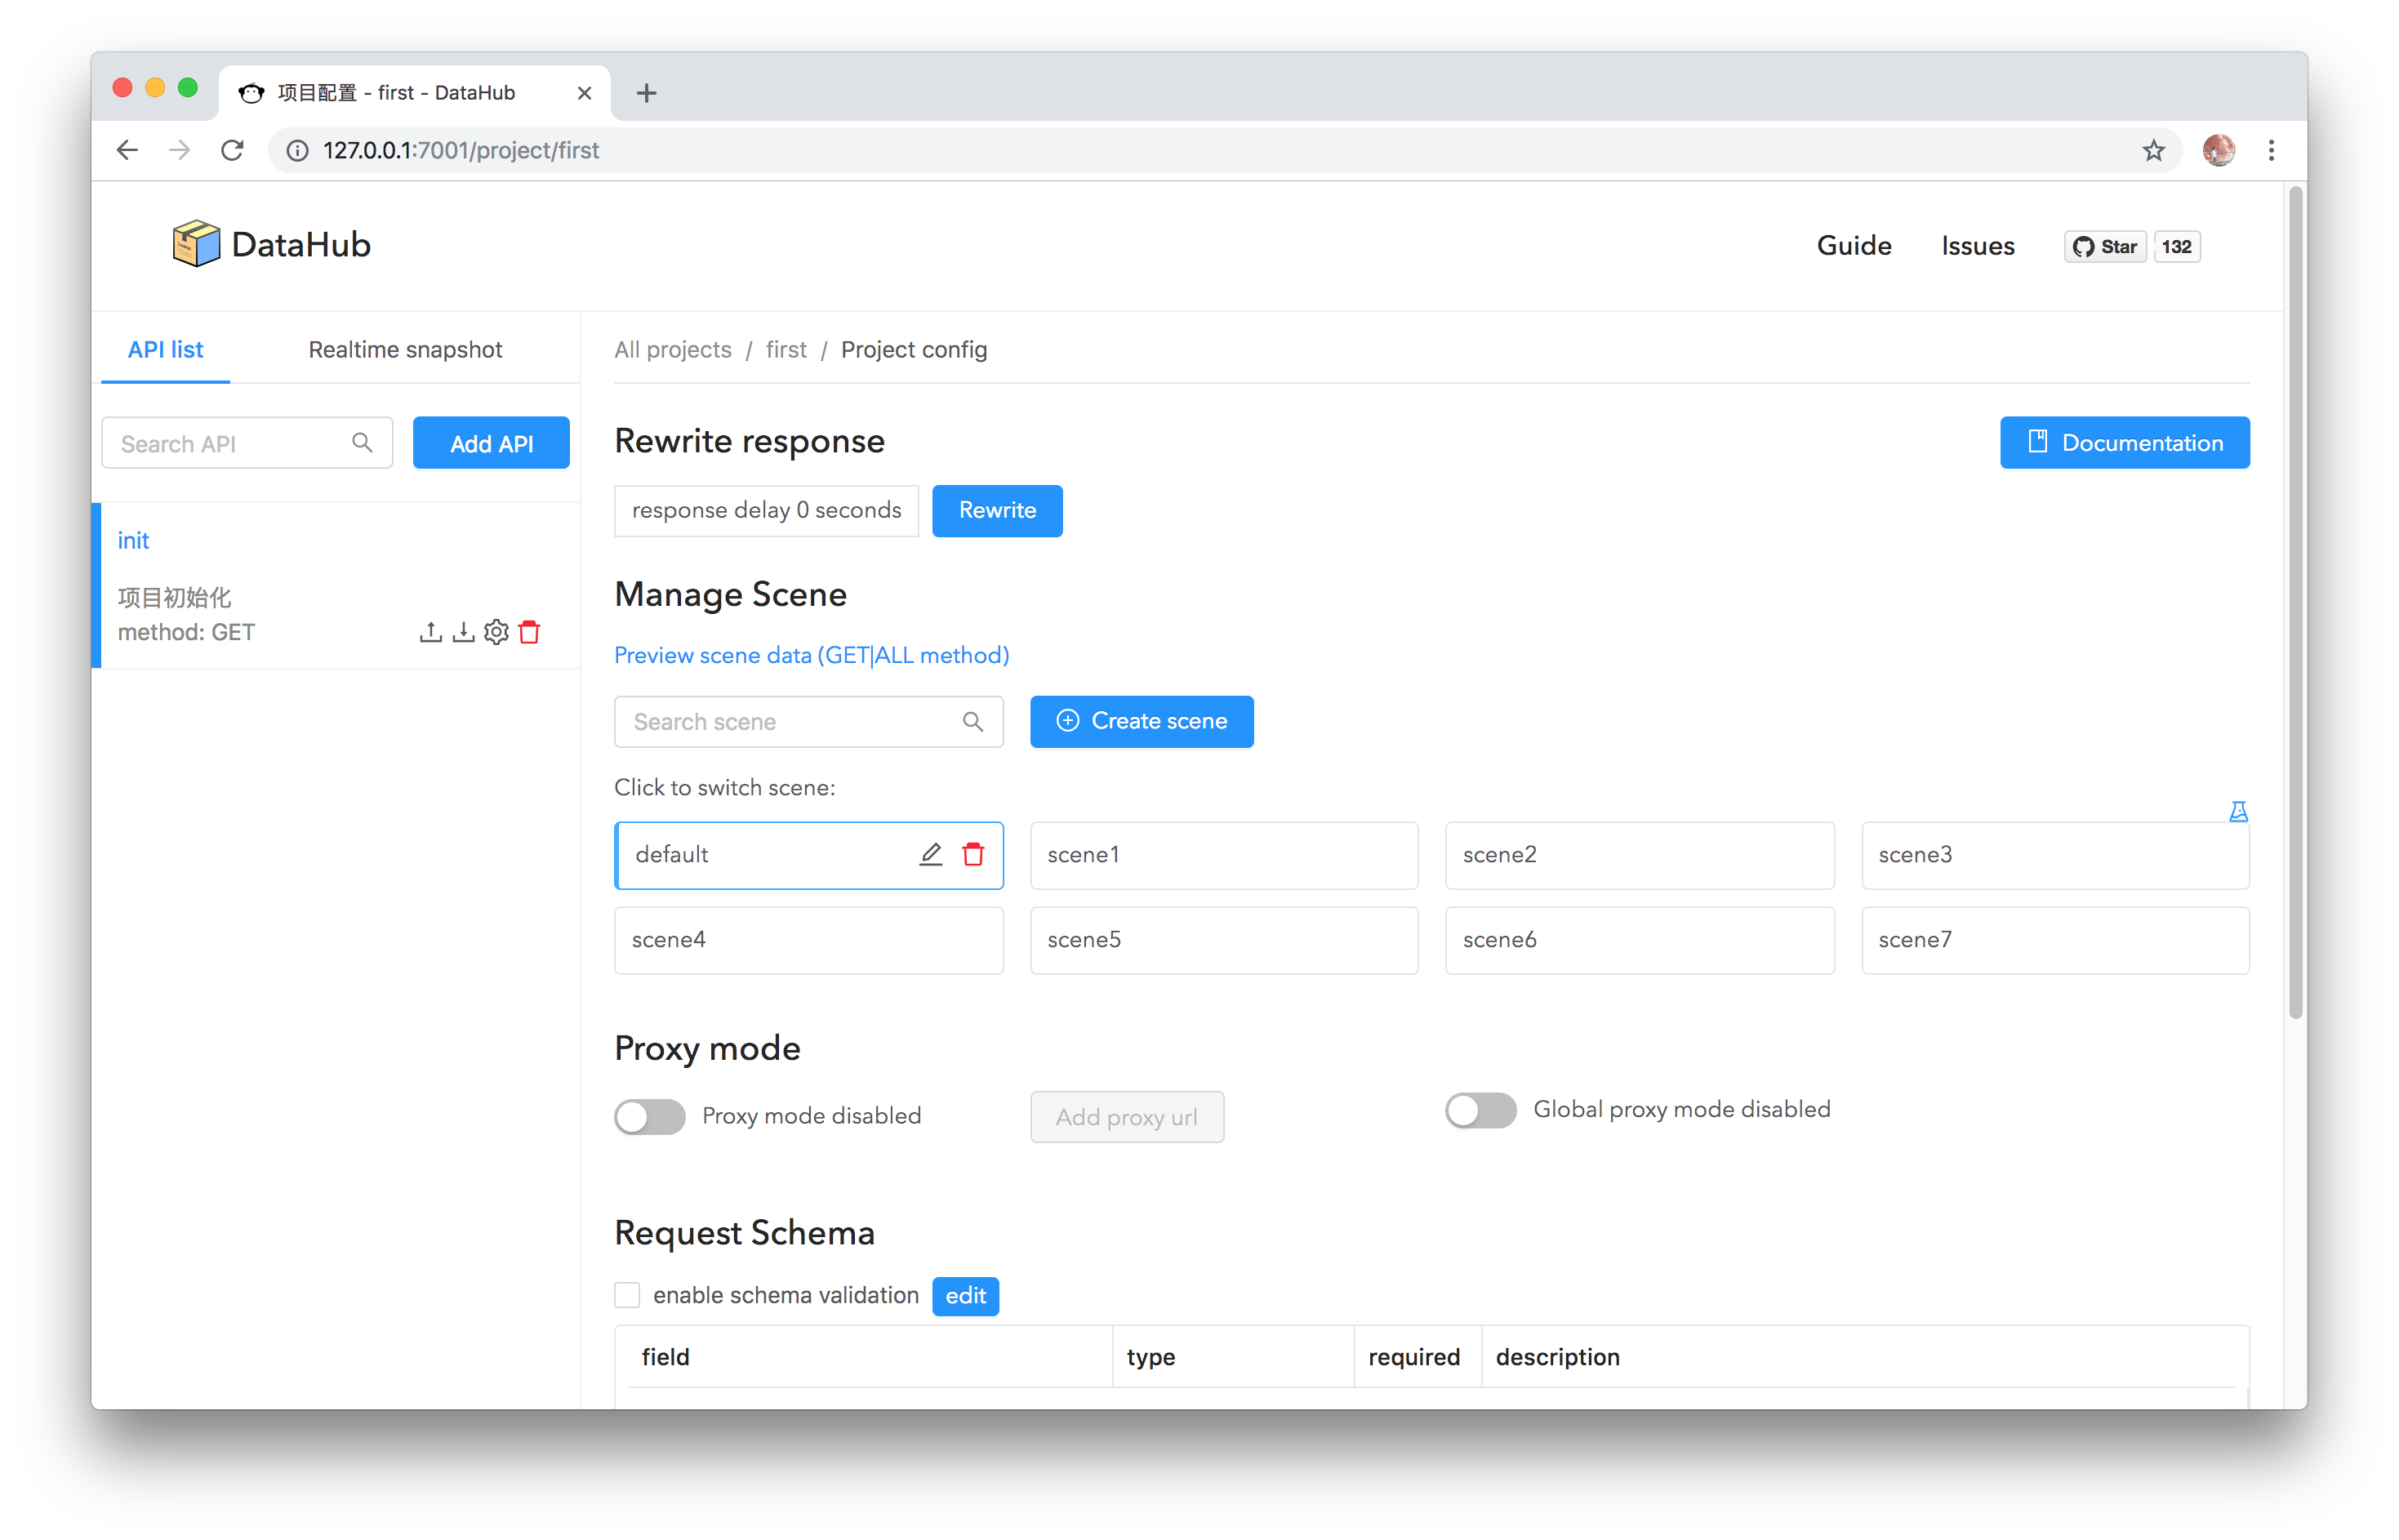 项目配置 - first - DataHub
127.0.0.1:7001/project/first
DataHub
Guide
Issues
Star
132
API list
Realtime snapshot
Search API
Add API
init
项目初始化
method: GET
All projects / first / Project config
Rewrite response
Documentation
response delay 0 seconds
Rewrite
Manage Scene
Preview scene data (GET|ALL method)
Search scene
Create scene
Click to switch scene:
default
scene1
scene2
scene3
scene4
scene5
scene6
scene7
Proxy mode
Proxy mode disabled
Add proxy url
Global proxy mode disabled
Request Schema
enable schema validation
edit
field
type
required
description